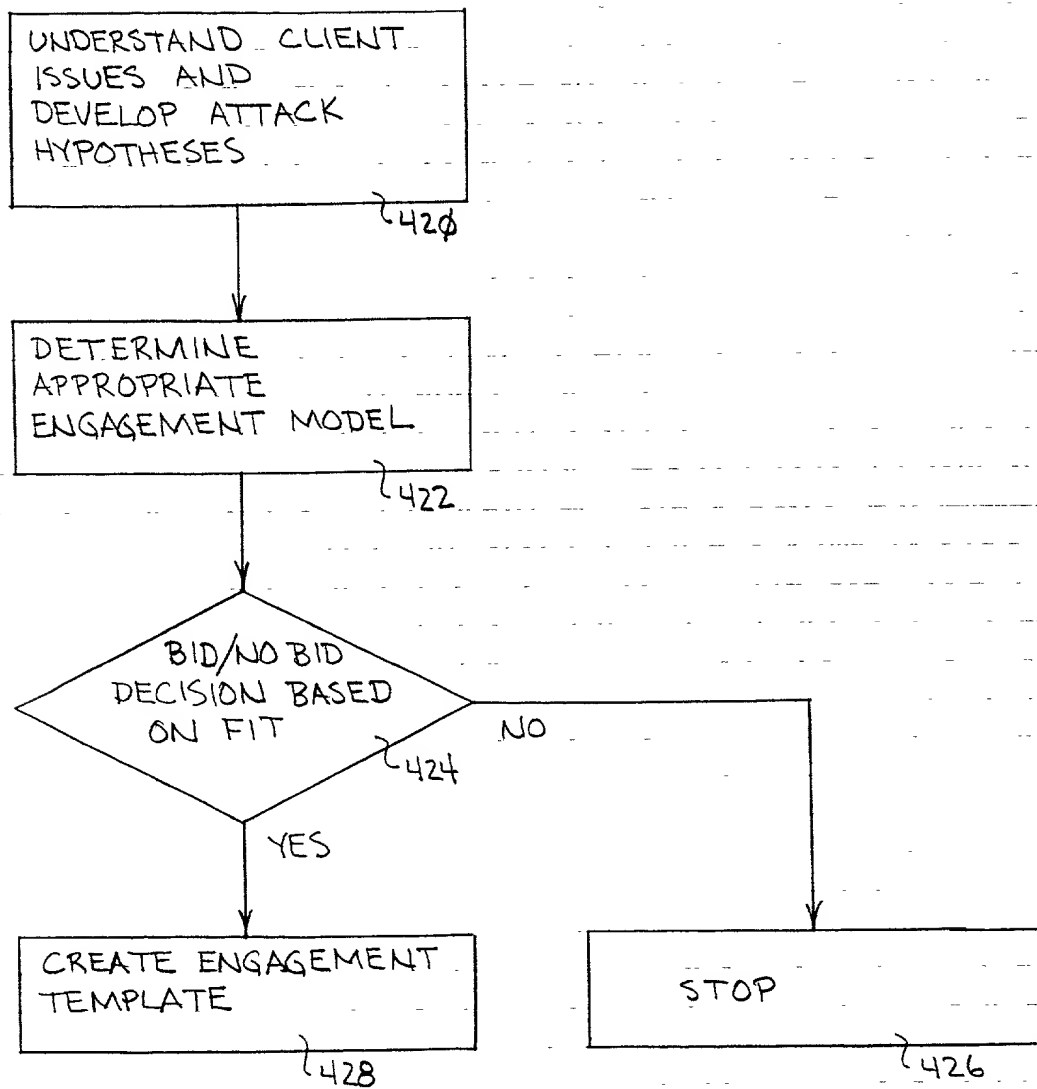 UNDERSTAND CLIENT
ISSUES AND
DEVELOP ATTACK
HYPOTHESES
420
DETERMINE
APPROPRIATE
ENGAGEMENT MODEL
422
BID/NO BID
DECISION BASED
ON FIT
424
NO
YES
CREATE ENGAGEMENT
TEMPLATE
428
STOP
426